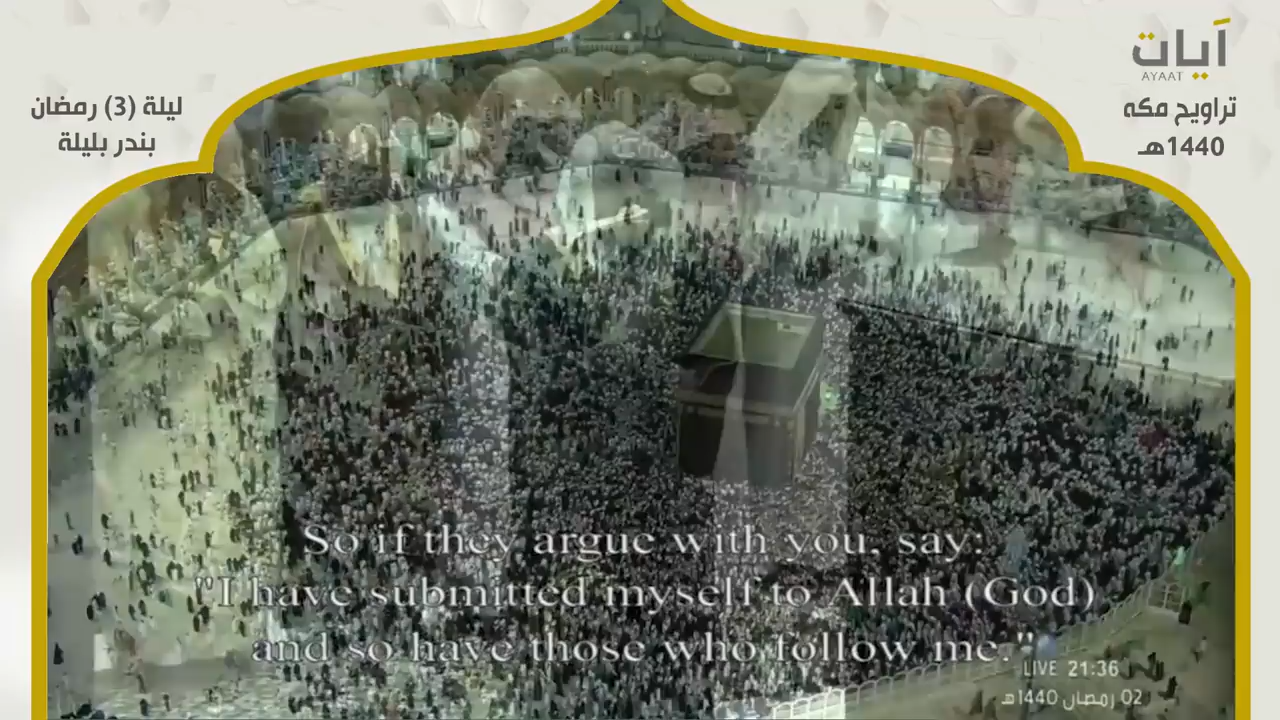 آيات
AYAAT
تراويح مكه
1440هـ
ليلة (3) رمضان
بندر بليلة
So if they argue with you, say:
"I have submitted myself to Allah (God)
and so have those who follow me."
LIVE 21:36
02 رمضان 1440هـ